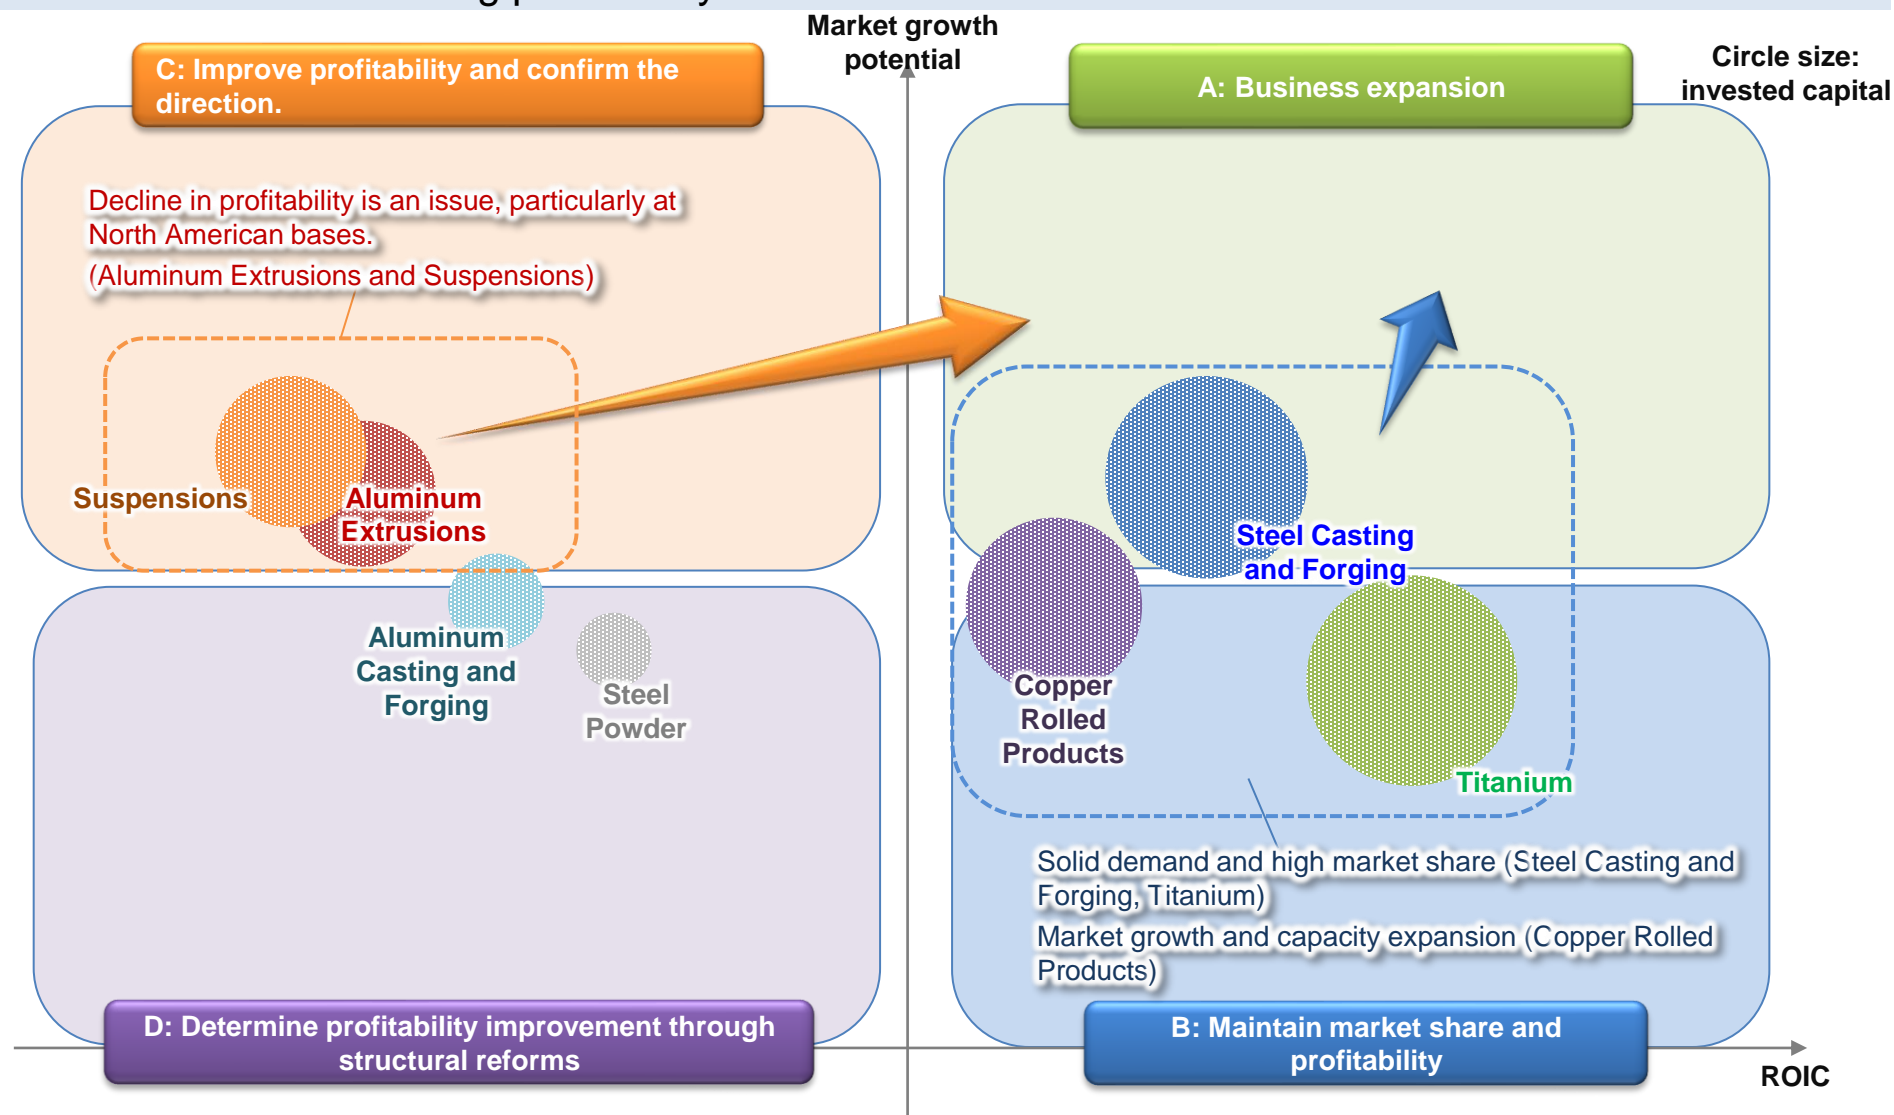 Market growth
potential
C: Improve profitability and confirm the
direction.
A: Business expansion
Circle size:
invested capital
Decline in profitability is an issue, particularly at
North American bases.
(Aluminum Extrusions and Suspensions)
Suspensions
Aluminum
Extrusions
Steel Casting
and Forging
Aluminum
Casting and
Forging
Steel
Powder
Copper
Rolled
Products
Titanium
Solid demand and high market share (Steel Casting and
Forging, Titanium)
Market growth and capacity expansion (Copper Rolled
Products)
D: Determine profitability improvement through
structural reforms
B: Maintain market share and
profitability
ROIC